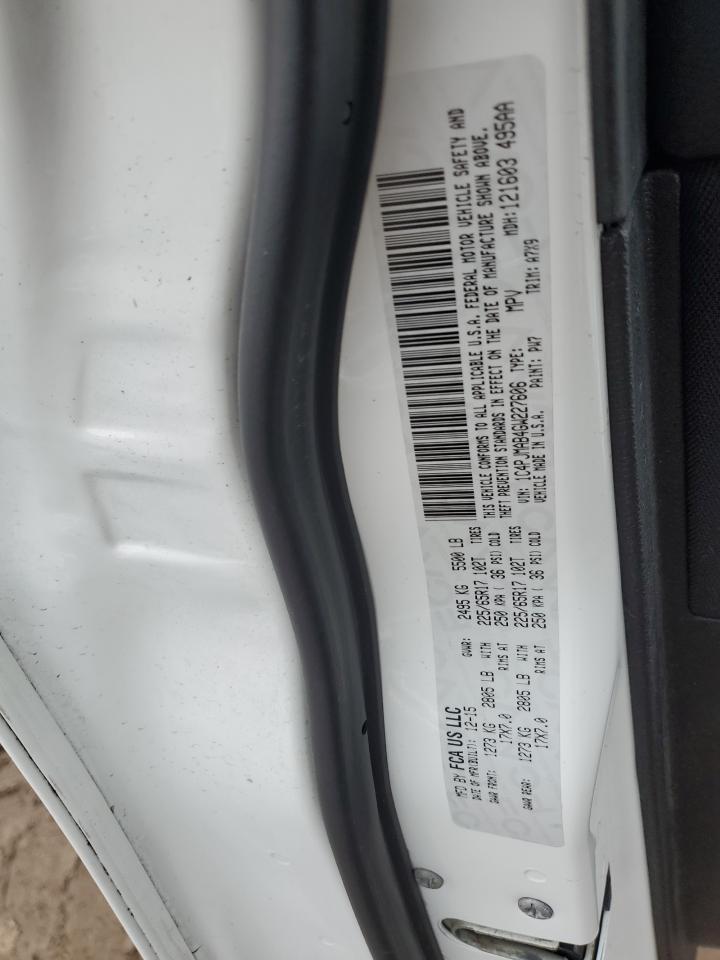 MFD BY FCA US LLC
DATE OF MFR(BUILT): 12-15 GVWR: 2495 KG 5500 LB
GAWR FRONT: 1273 KG 2805 LB WITH 225/65R17 102T TIRES
17X7.0 RIMS AT 250 KPA ( 36 PSI) COLD
GAWR REAR: 1273 KG 2805 LB WITH 225/65R17 102T TIRES
17X7.0 RIMS AT 250 KPA ( 36 PSI) COLD
THIS VEHICLE CONFORMS TO ALL APPLICABLE U.S.A. FEDERAL MOTOR VEHICLE SAFETY AND
THEFT PREVENTION STANDARDS IN EFFECT ON THE DATE OF MANUFACTURE SHOWN ABOVE.
VIN: 1C4PJMAB4GW227606 TYPE: MPV MDH:121603 495AA
VEHICLE MADE IN U.S.A. PAINT: PW7 TRIM: A7X9